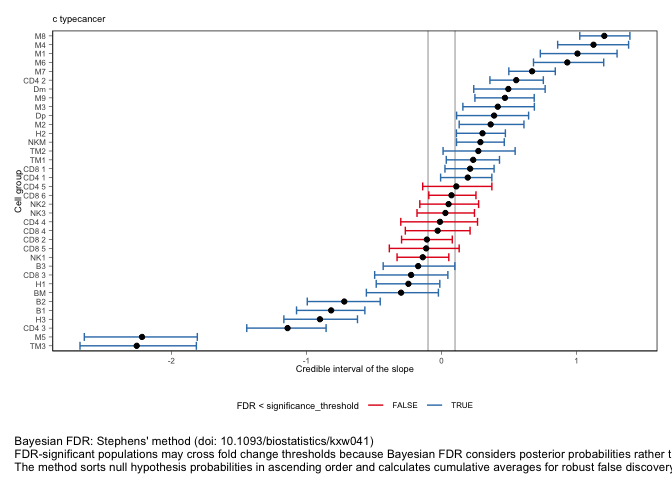 c typecancer
M8
M4
M1
M6
M7
CD4 2
Dm
M9
M3
Dp
M2
H2
NKM
TM2
TM1
CD8 1
CD4 1
CD4 5
CD8 6
NK2
NK3
CD4 4
CD8 4
CD8 2
CD8 5
NK1
B3
CD8 3
H1
BM
B2
B1
H3
CD4 3
M5
TM3
Cell group
-2 -1 0 1
Credible interval of the slope
FDR < significance_threshold FALSE TRUE
Bayesian FDR: Stephens' method (doi: 10.1093/biostatistics/kxw041)
FDR-significant populations may cross fold change thresholds because Bayesian FDR considers posterior probabilities rather t
The method sorts null hypothesis probabilities in ascending order and calculates cumulative averages for robust false discovery